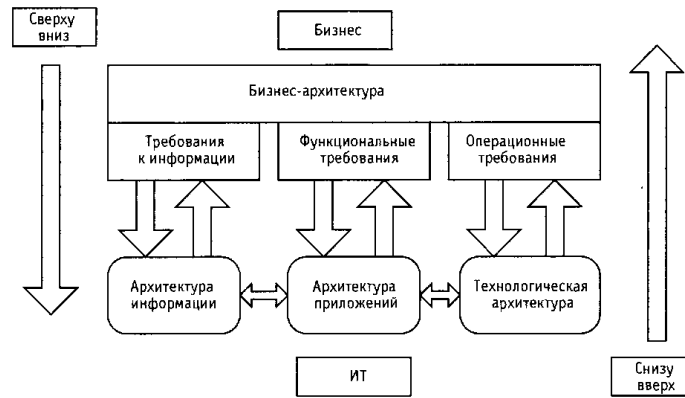 Сверху
вниз
Бизнес
Бизнес-архитектура
Требования
к информации
Функциональные
требования
Операционные
требования
Архитектура
информации
Архитектура
приложений
Технологическая
архитектура
ИТ
Снизу
вверх